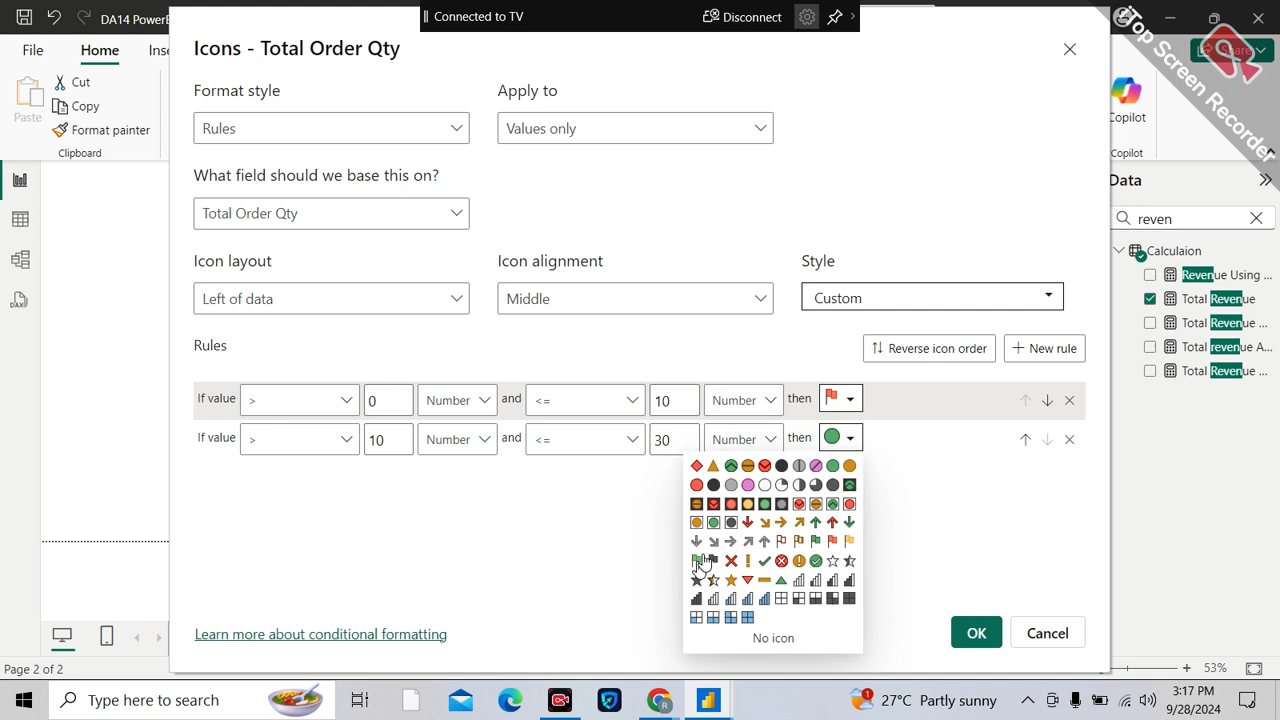 Connected to TV
Disconnect
DA14 PowerB
iTop Screen Recorder
Icons - Total Order Qty
File
Home
Inse
Share
Paste
Cut
Copy
Format painter
Clipboard
opilot
Copilot
Format style
Apply to
Rules
Values only
What field should we base this on?
Total Order Qty
Icon layout
Icon alignment
Style
Left of data
Middle
Custom
Rules
Reverse icon order
New rule
If value > 0 Number and <= 10 Number then
If value > 10 Number and <= 30 Number then
No icon
Learn more about conditional formatting
OK
Cancel
Data
reven
Calculaion
Revenue Using ...
Total Revenue
Total Revenue ...
Total revenue A...
Total Revenue ...
DAX
Page 2 of 2
53%
Type here to search
1
27°C Partly sunny
3:17 PM
9/28/2024